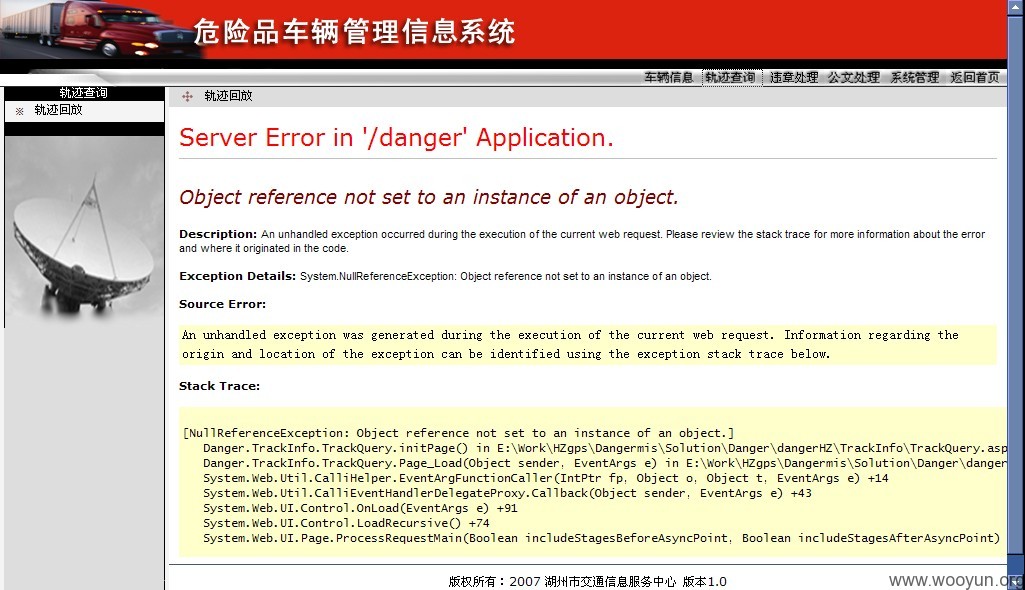 危险品车辆管理信息系统
车辆信息 轨迹查询 违章处理 公文处理 系统管理 返回首页
轨迹查询
※ 轨迹回放
轨迹回放
Server Error in '/danger' Application.
Object reference not set to an instance of an object.
Description: An unhandled exception occurred during the execution of the current web request. Please review the stack trace for more information about the error
and where it originated in the code.
Exception Details: System.NullReferenceException: Object reference not set to an instance of an object.
Source Error:
An unhandled exception was generated during the execution of the current web request. Information regarding the
origin and location of the exception can be identified using the exception stack trace below.
Stack Trace:
[NullReferenceException: Object reference not set to an instance of an object.]
Danger.TrackInfo.TrackQuery.initPage() in E:\Work\HZgps\Dangermis\Solution\Danger\dangerHZ\TrackInfo\TrackQuery.asp
Danger.TrackInfo.TrackQuery.Page_Load(Object sender, EventArgs e) in E:\Work\HZgps\Dangermis\Solution\Danger\danger
System.Web.Util.CalliHelper.EventArgFunctionCaller(IntPtr fp, Object o, Object t, EventArgs e) +14
System.Web.Util.CalliEventHandlerDelegateProxy.Callback(Object sender, EventArgs e) +43
System.Web.UI.Control.OnLoad(EventArgs e) +91
System.Web.UI.Control.LoadRecursive() +74
System.Web.UI.Page.ProcessRequestMain(Boolean includeStagesBeforeAsyncPoint, Boolean includeStagesAfterAsyncPoint)
版权所有：2007 湖州市交通信息服务中心 版本1.0
www.wooyun.org